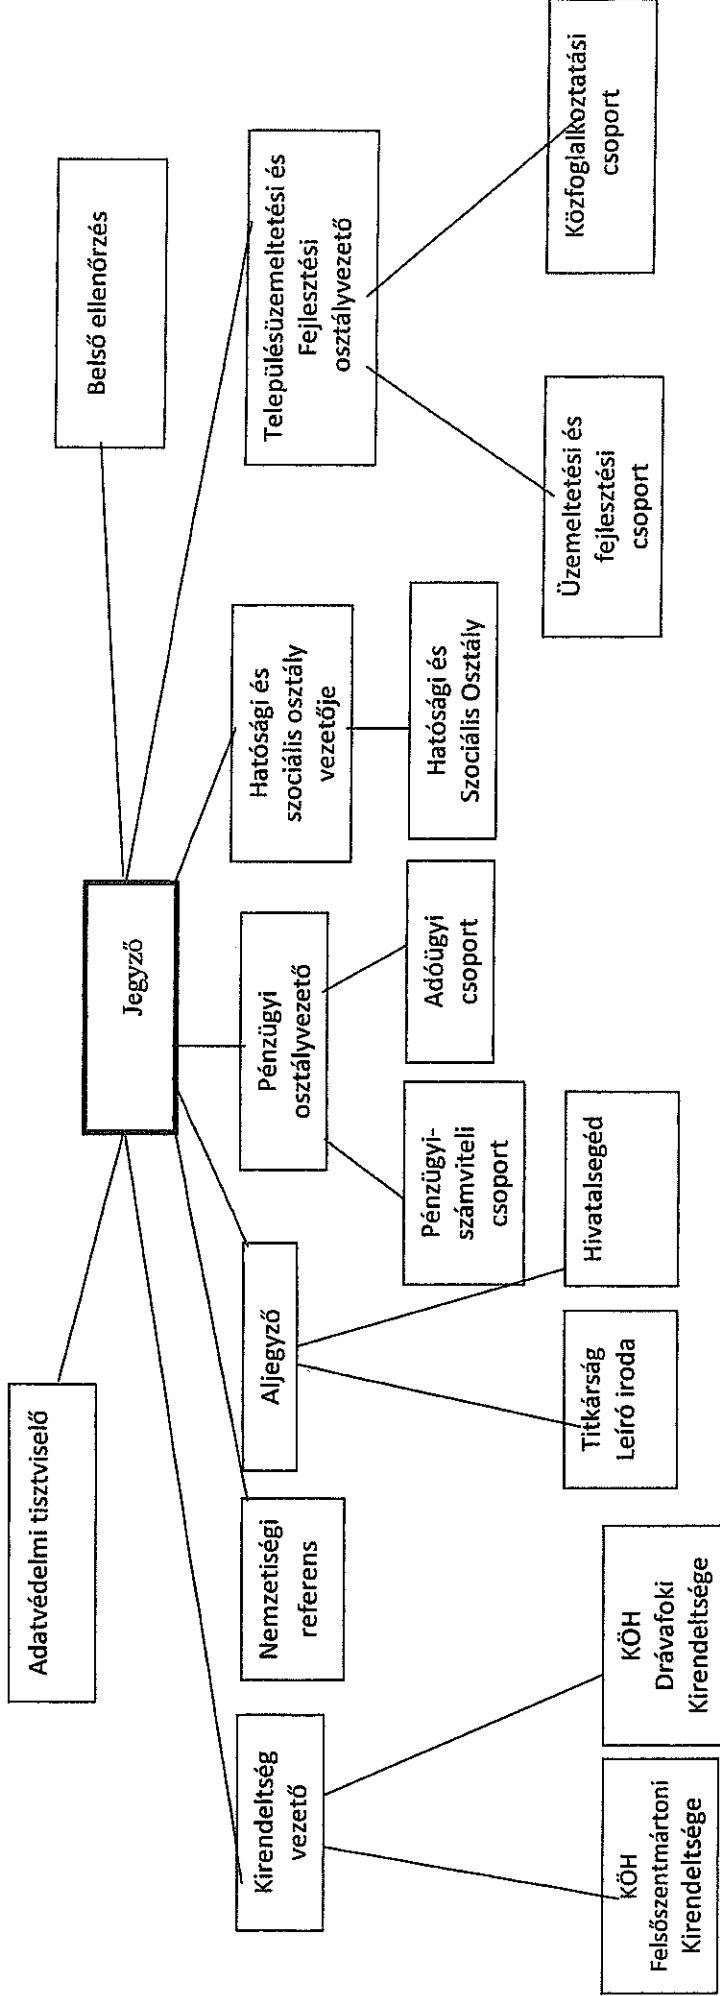 Adatvédelmi tisztviselő
Jegyző
Belső ellenőrzés
Kirendeltség
vezető
Nemzetiségi
referens
Aljegyző
Pénzügyi
osztályvezető
Hatósági és
szociális osztály
vezetője
Településüzemeltetési és
Fejlesztési
osztályvezető
Pénzügyi-
számviteli
csoport
Adóügyi
csoport
Hatósági és
Szociális Osztály
KÖH
Felsőszentmártoni
Kirendeltsége
KÖH
Drávafoki
Kirendeltsége
Titkárság
Leíró iroda
Hivatalsegéd
Üzemeltetési és
fejlesztési
csoport
Közfoglalkoztatási
csoport